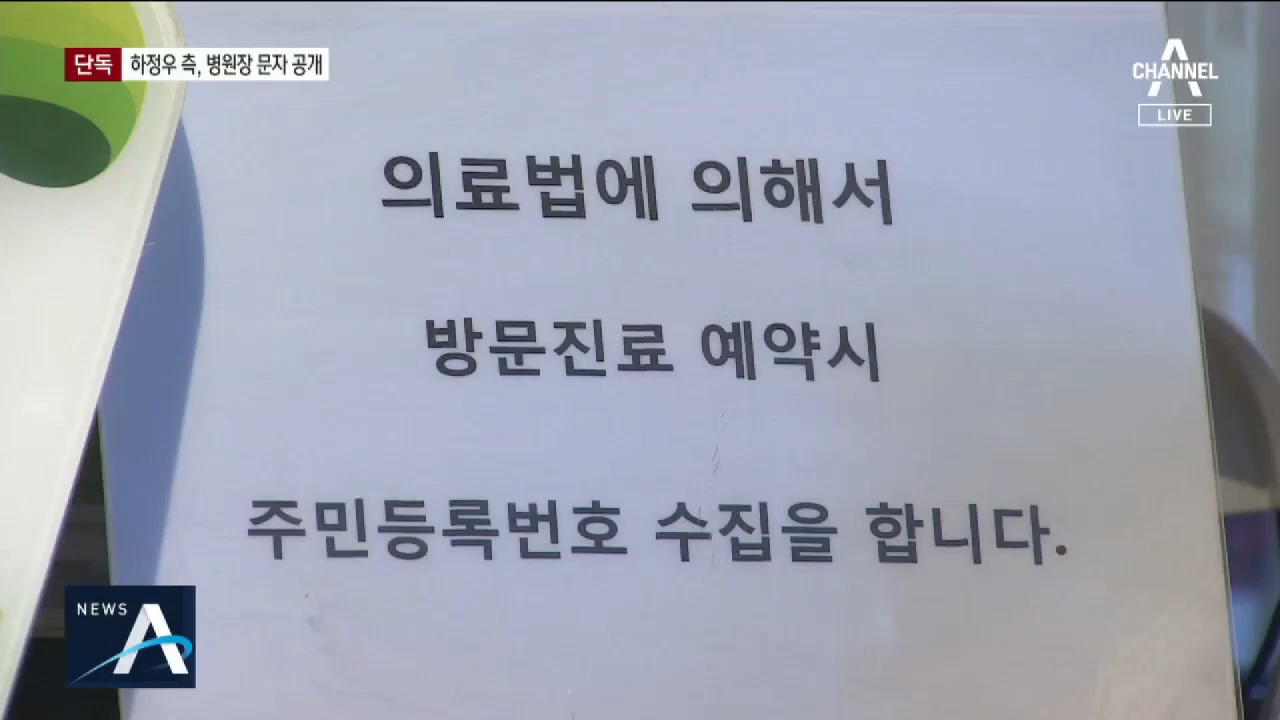 단독 하정우 측, 병원장 문자 공개
CHANNEL A
LIVE
의료법에 의해서
방문진료 예약시
주민등록번호 수집을 합니다.
NEWS A